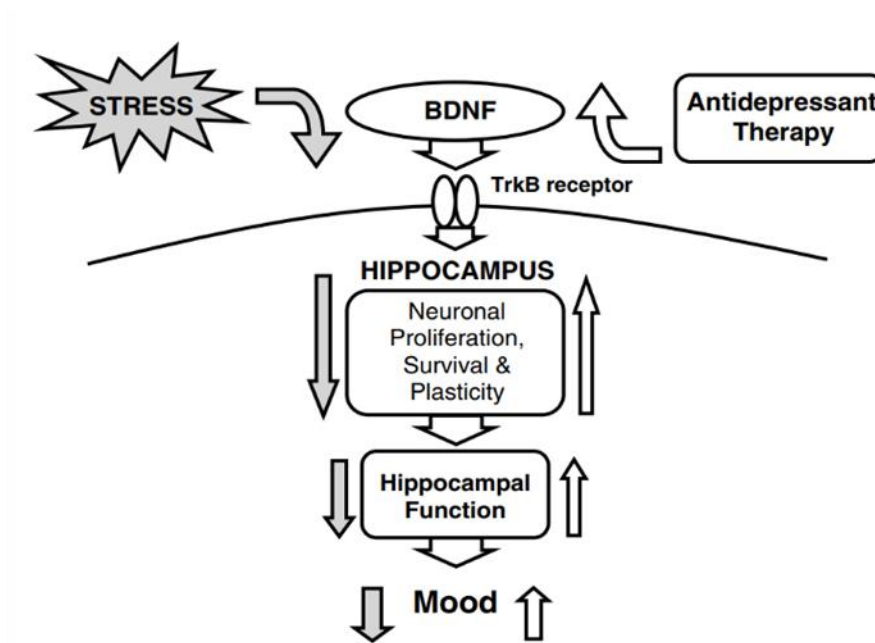 STRESS
BDNF
Antidepressant
Therapy
TrkB receptor
HIPPOCAMPUS
Neuronal
Proliferation,
Survival &
Plasticity
Hippocampal
Function
Mood